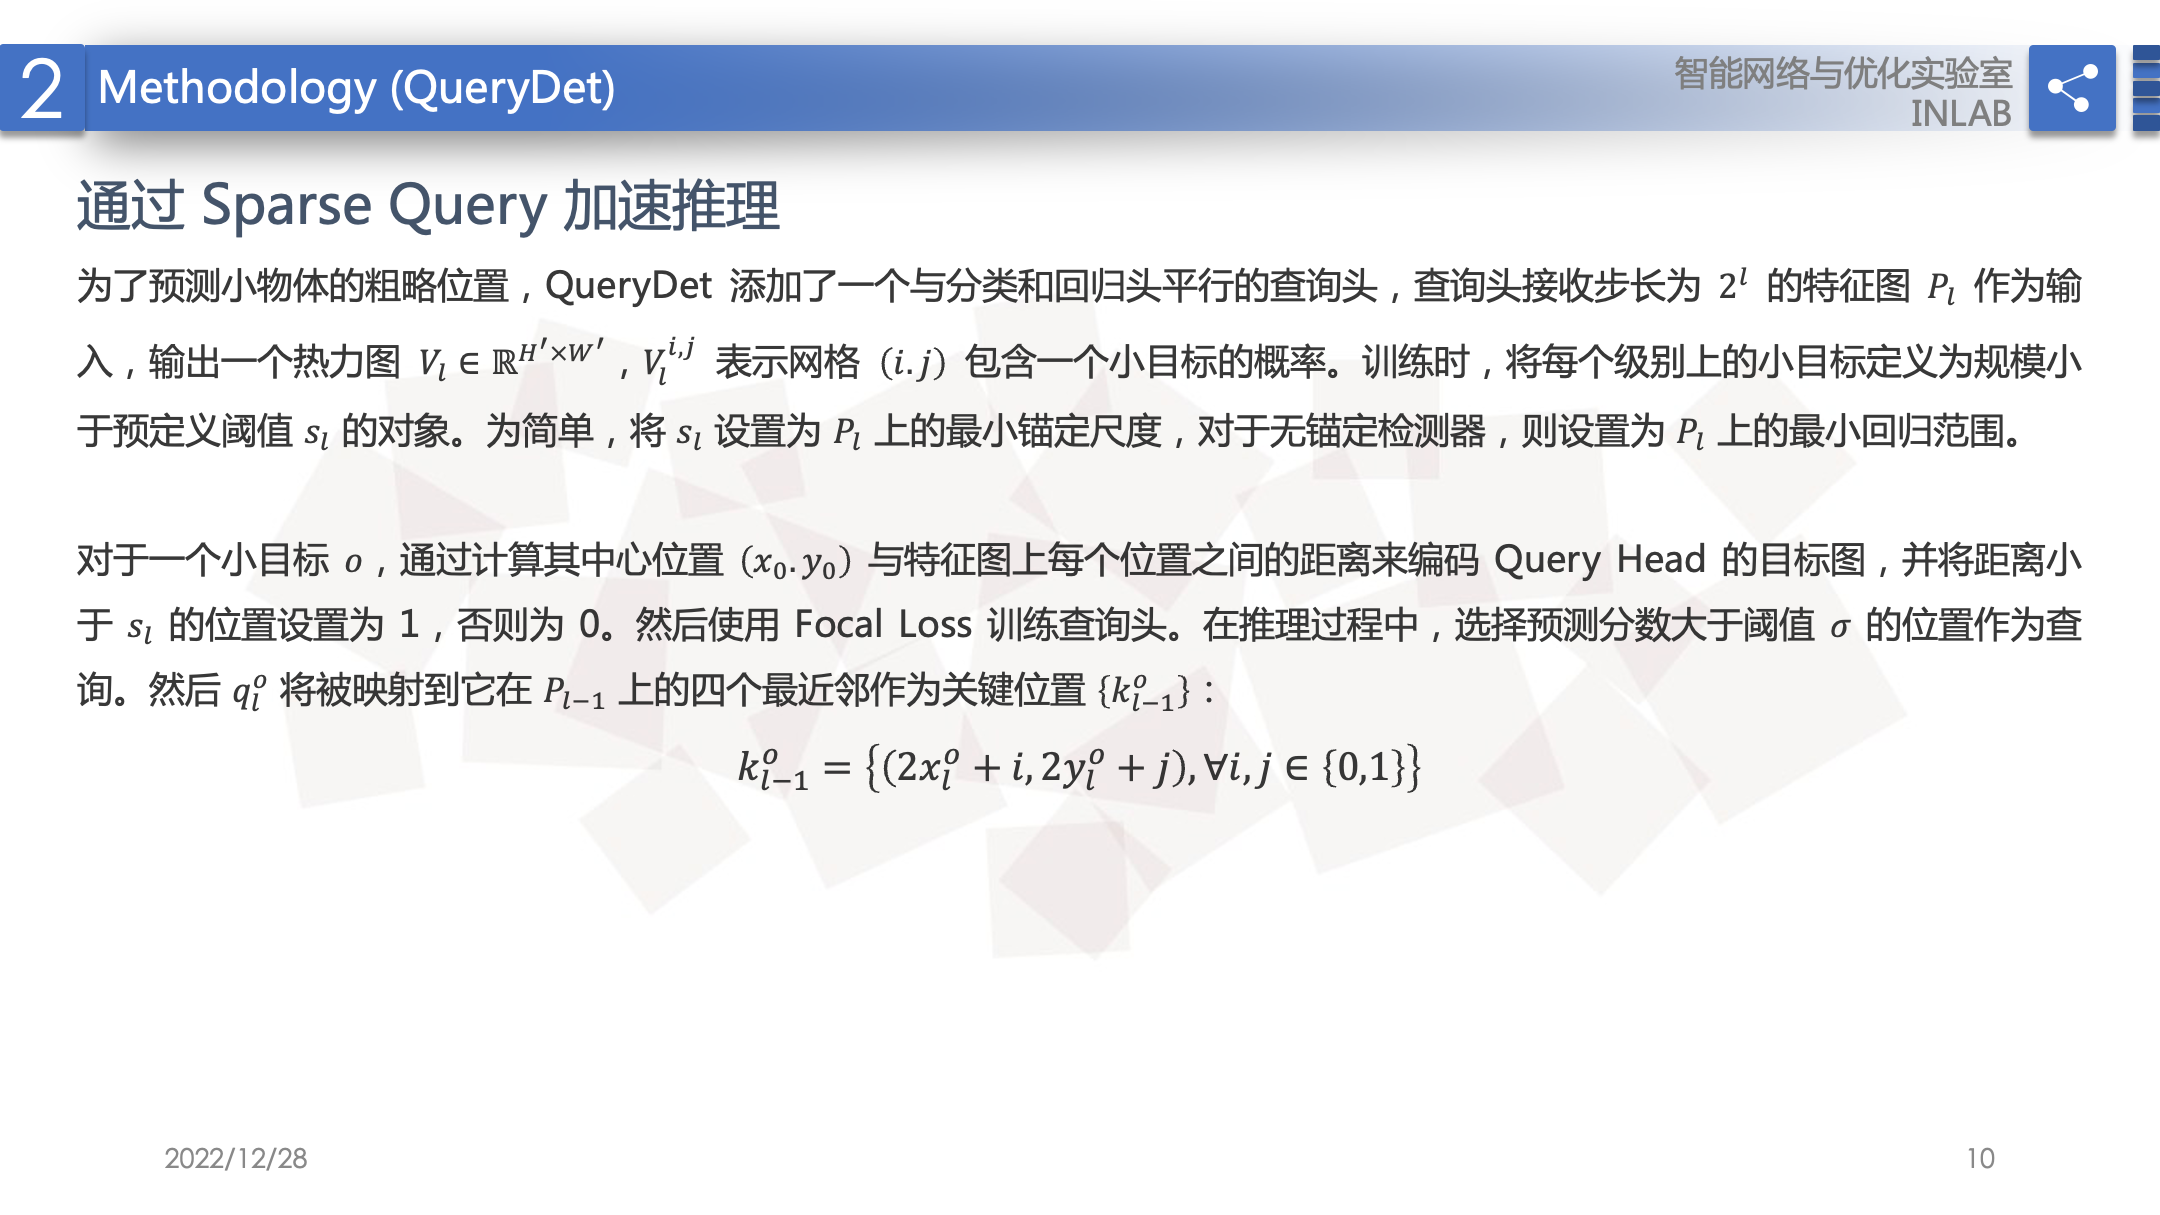 2 Methodology (QueryDet)
智能网络与优化实验室
INLAB
通过 Sparse Query 加速推理
为了预测小物体的粗略位置，QueryDet 添加了一个与分类和回归头平行的查询头，查询头接收步长为 $2^l$ 的特征图 $P_l$ 作为输
入，输出一个热力图 $V_l \in \mathbb{R}^{H' \times W'}$，$V_l^{i,j}$ 表示网格（$i.j$）包含一个小目标的概率。训练时，将每个级别上的小目标定义为规模小
于预定义阈值 $s_l$ 的对象。为简单，将 $s_l$ 设置为 $P_l$ 上的最小锚定尺度，对于无锚定检测器，则设置为 $P_l$ 上的最小回归范围。
对于一个小目标 $o$，通过计算其中心位置（$x_0.y_0$）与特征图上每个位置之间的距离来编码 Query Head 的目标图，并将距离小
于 $s_l$ 的位置设置为 1，否则为 0。然后使用 Focal Loss 训练查询头。在推理过程中，选择预测分数大于阈值 $\sigma$ 的位置作为查
询。然后 $q_l^o$ 将被映射到它在 $P_{l-1}$ 上的四个最近邻作为关键位置 $\{k_{l-1}^o\}$：
$k_{l-1}^o = \{(2x_l^o + i, 2y_l^o + j), \forall i, j \in \{0,1\}\}$
2022/12/28
10